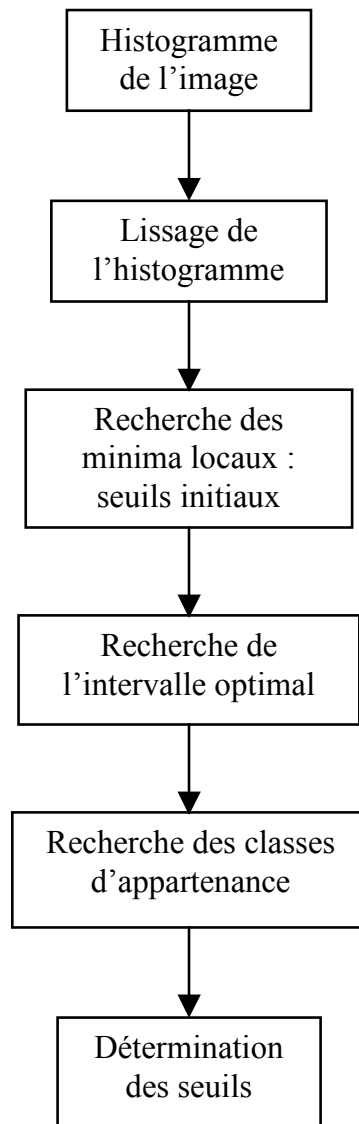 Histogramme
de l’image
Lissage de
l’histogramme
Recherche des
minima locaux :
seuils initiaux
Recherche de
l’intervalle optimal
Recherche des classes
d’appartenance
Détermination
des seuils